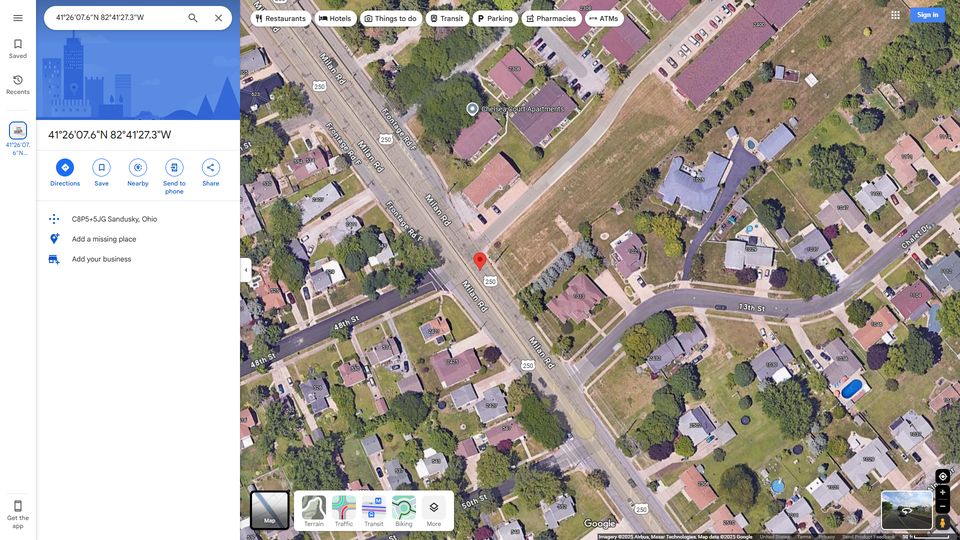 41°26'07.6"N 82°41'27.3"W
Restaurants
Hotels
Things to do
Transit
Parking
Pharmacies
ATMs
Sign in
Saved
Recents
41°26'07.
6"N...
41°26'07.6"N 82°41'27.3"W
Directions
Save
Nearby
Send to
phone
Share
C8P5+5JG Sandusky, Ohio
Add a missing place
Add your business
Get the
app
Milan Rd
250
Frontage Rd F
250
Frontage Rd F
Milan Rd
Chelsea Court Apartments
Milan Rd
Frontage Rd F
250
Milan Rd
48th St
48th St
Milan Rd
250
13th St
Chalet Dr
50th St
250
Map
Terrain
Traffic
Transit
Biking
More
Google
Imagery ©2025 Airbus, Maxar Technologies, Map data ©2025 Google
United States
Terms
Privacy
Send Product Feedback
50 ft